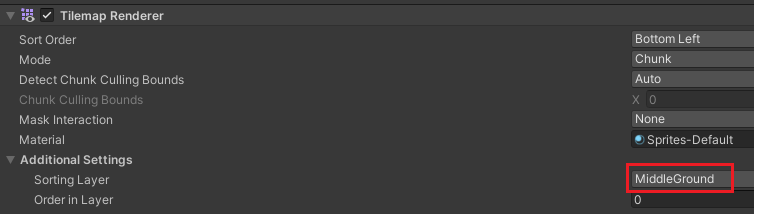 Tilemap Renderer
Sort Order Bottom Left
Mode Chunk
Detect Chunk Culling Bounds Auto
Chunk Culling Bounds X 0
Mask Interaction None
Material Sprites-Default
Additional Settings
Sorting Layer MiddleGround
Order in Layer 0